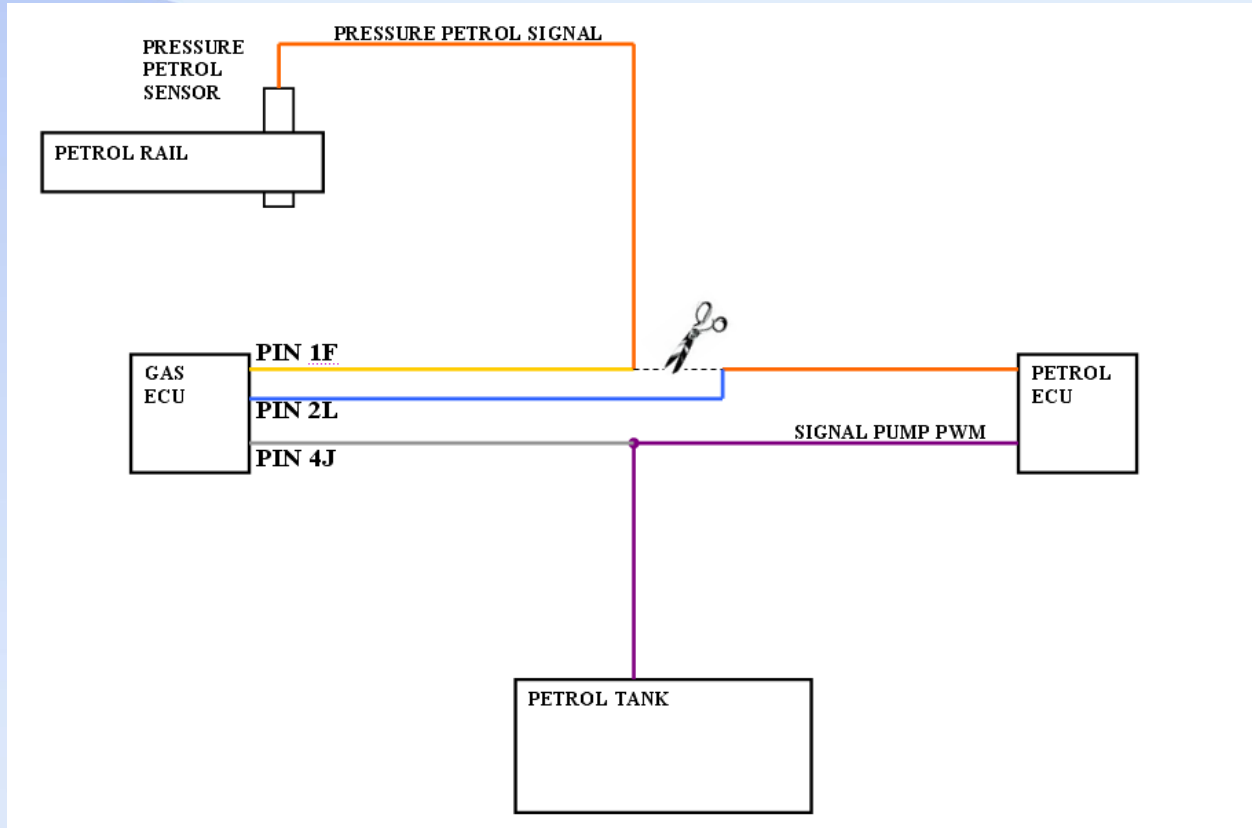 PRESSURE PETROL SIGNAL
PRESSURE
PETROL
SENSOR
PETROL RAIL
PIN 1F
GAS
ECU
PIN 2L
PIN 4J
PETROL
ECU
SIGNAL PUMP PWM
PETROL TANK